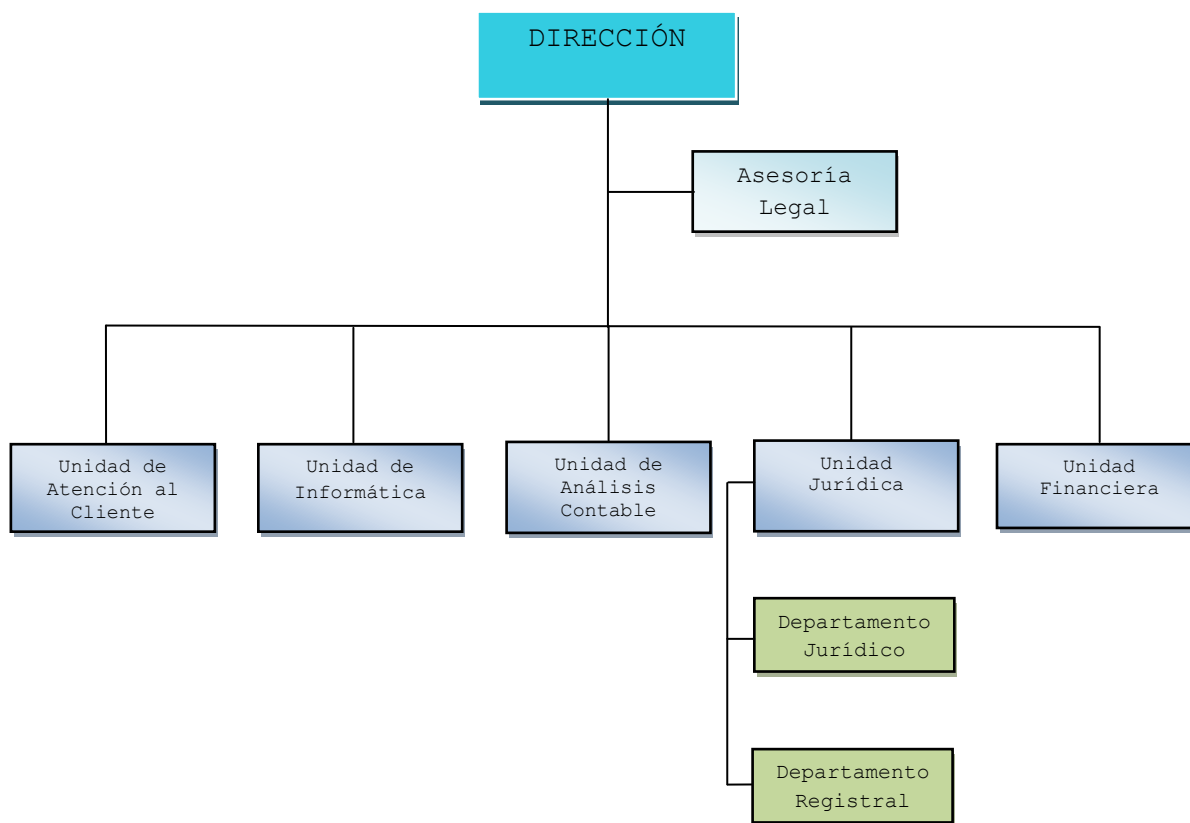 DIRECCIÓN
Asesoría
Legal
Unidad de
Atención al
Cliente
Unidad de
Informática
Unidad de
Análisis
Contable
Unidad
Jurídica
Unidad
Financiera
Departamento
Jurídico
Departamento
Registral